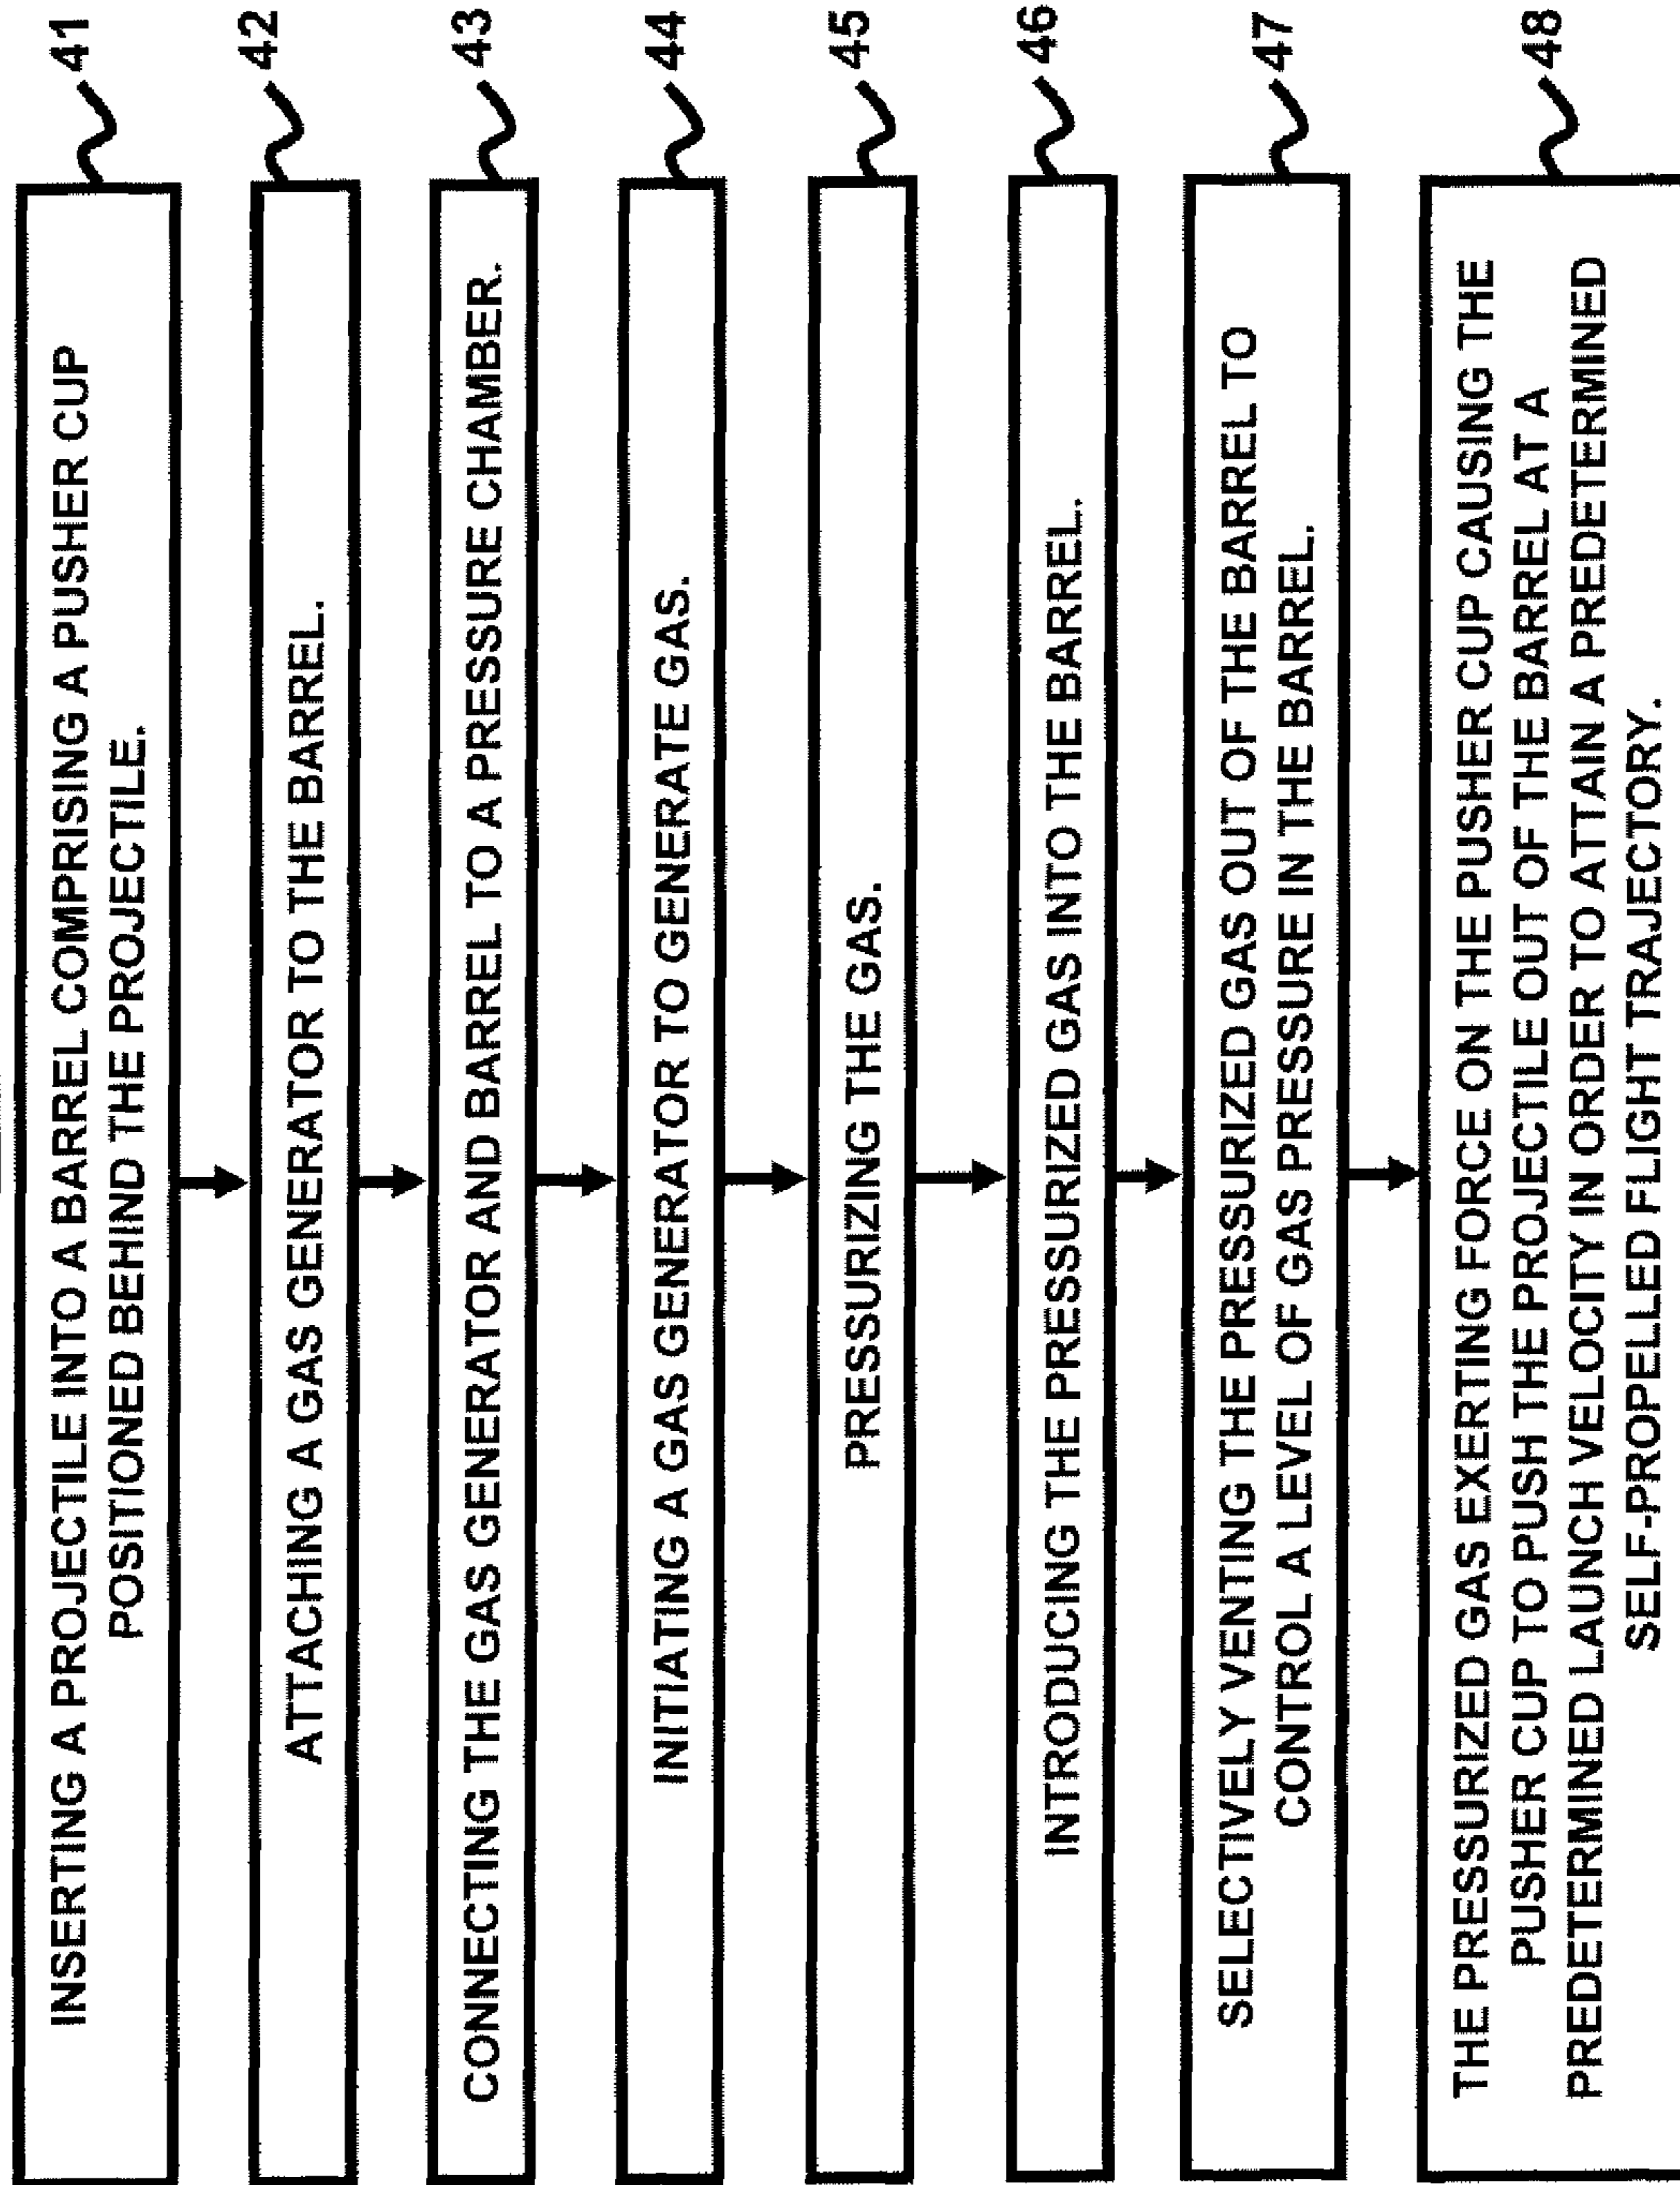 INSERTING A PROJECTILE INTO A BARREL COMPRISING A PUSHER CUP
POSITIONED BEHIND THE PROJECTILE.
41
ATTACHING A GAS GENERATOR TO THE BARREL.
42
CONNECTING THE GAS GENERATOR AND BARREL TO A PRESSURE CHAMBER.
43
INITIATING A GAS GENERATOR TO GENERATE GAS.
44
PRESSURIZING THE GAS.
45
INTRODUCING THE PRESSURIZED GAS INTO THE BARREL.
46
SELECTIVELY VENTING THE PRESSURIZED GAS OUT OF THE BARREL TO
CONTROL A LEVEL OF GAS PRESSURE IN THE BARREL.
47
THE PRESSURIZED GAS EXERTING FORCE ON THE PUSHER CUP CAUSING THE
PUSHER CUP TO PUSH THE PROJECTILE OUT OF THE BARREL AT A
PREDETERMINED LAUNCH VELOCITY IN ORDER TO ATTAIN A PREDETERMINED
SELF-PROPELLED FLIGHT TRAJECTORY.
48